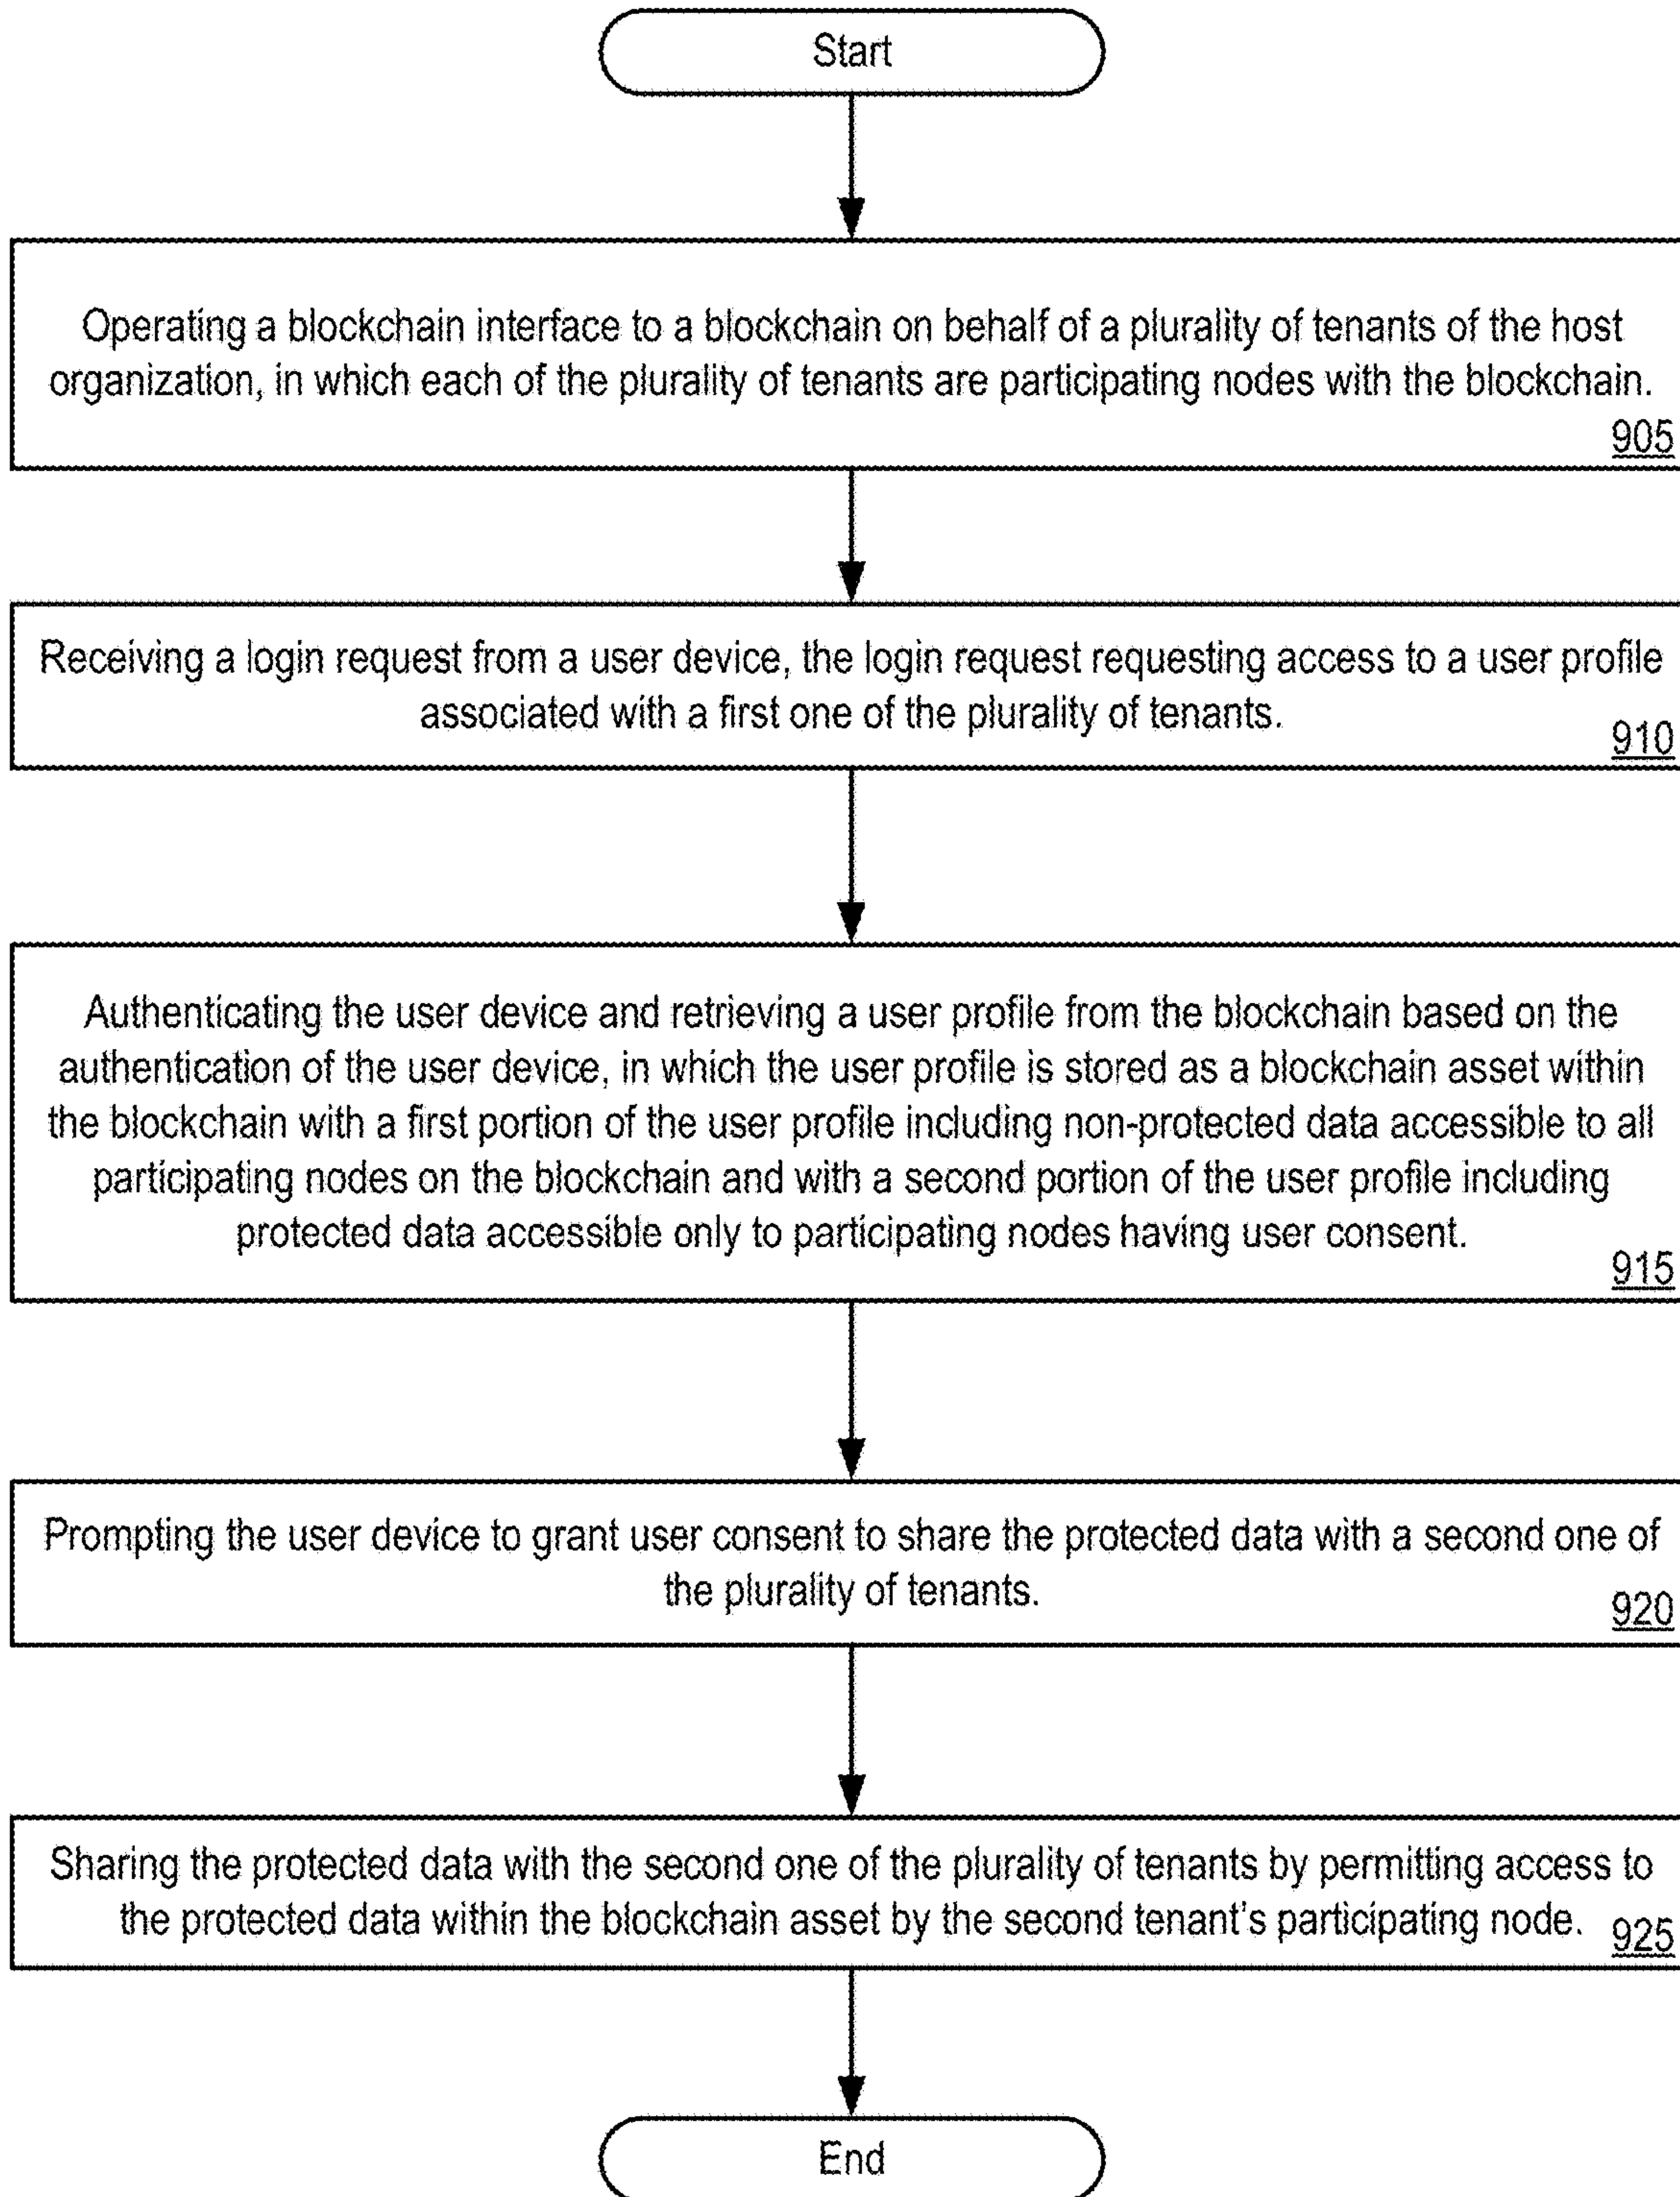 Start
Operating a blockchain interface to a blockchain on behalf of a plurality of tenants of the host
organization, in which each of the plurality of tenants are participating nodes with the blockchain.
905
Receiving a login request from a user device, the login request requesting access to a user profile
associated with a first one of the plurality of tenants.
910
Authenticating the user device and retrieving a user profile from the blockchain based on the
authentication of the user device, in which the user profile is stored as a blockchain asset within
the blockchain with a first portion of the user profile including non-protected data accessible to all
participating nodes on the blockchain and with a second portion of the user profile including
protected data accessible only to participating nodes having user consent.
915
Prompting the user device to grant user consent to share the protected data with a second one of
the plurality of tenants.
920
Sharing the protected data with the second one of the plurality of tenants by permitting access to
the protected data within the blockchain asset by the second tenant's participating node.
925
End